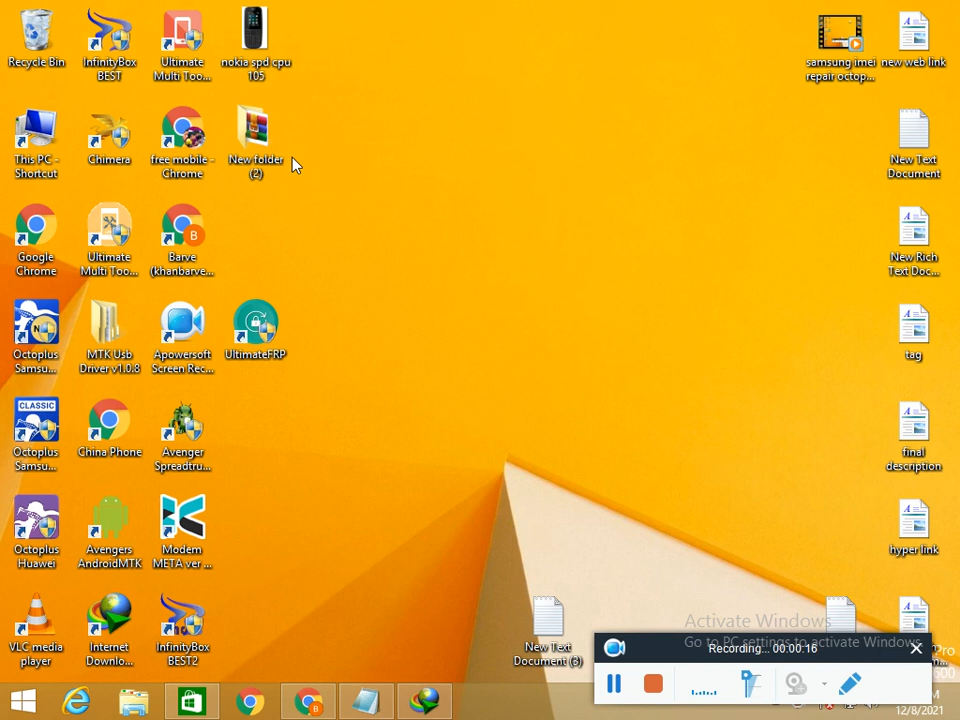 Recycle Bin
InfinityBox
BEST
Ultimate
Multi Too...
nokia spd cpu
105
samsung imei
repair octop...
new web link
This PC -
Shortcut
Chimera
free mobile -
Chrome
New folder
(2)
New Text
Document
Google
Chrome
Ultimate
Multi Too...
B
Barve
(khanbarve...
New Rich
Text Doc...
N
Octoplus
Samsu...
MTK Usb
Driver v1.0.8
Apowersoft
Screen Rec...
UltimateFRP
tag
CLASSIC
Octoplus
Samsu...
China Phone
Avenger
Spreadtru...
final
description
Octoplus
Huawei
Avengers
AndroidMTK
Modem
META ver ...
hyper link
VLC media
player
Internet
Downlo...
InfinityBox
BEST2
New Text
Document (3)
Activate Windows
Go to PC settings to activate Windows.
Recording... 00:00:16
Pro
600
B
12/8/2021